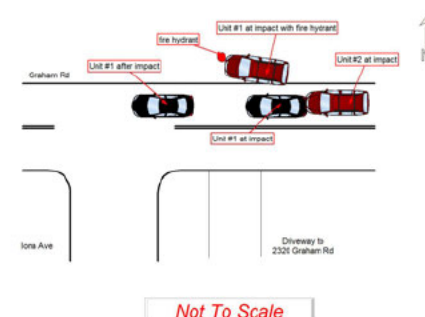 Unit #1 at impact with fire hydrant
fire hydrant
Unit#2 at impact
Unit #1 after impact
Graham Rd
Unit #1 at impact
Iona Ave
Driveway to
2320 Graham Rd
Not To Scale